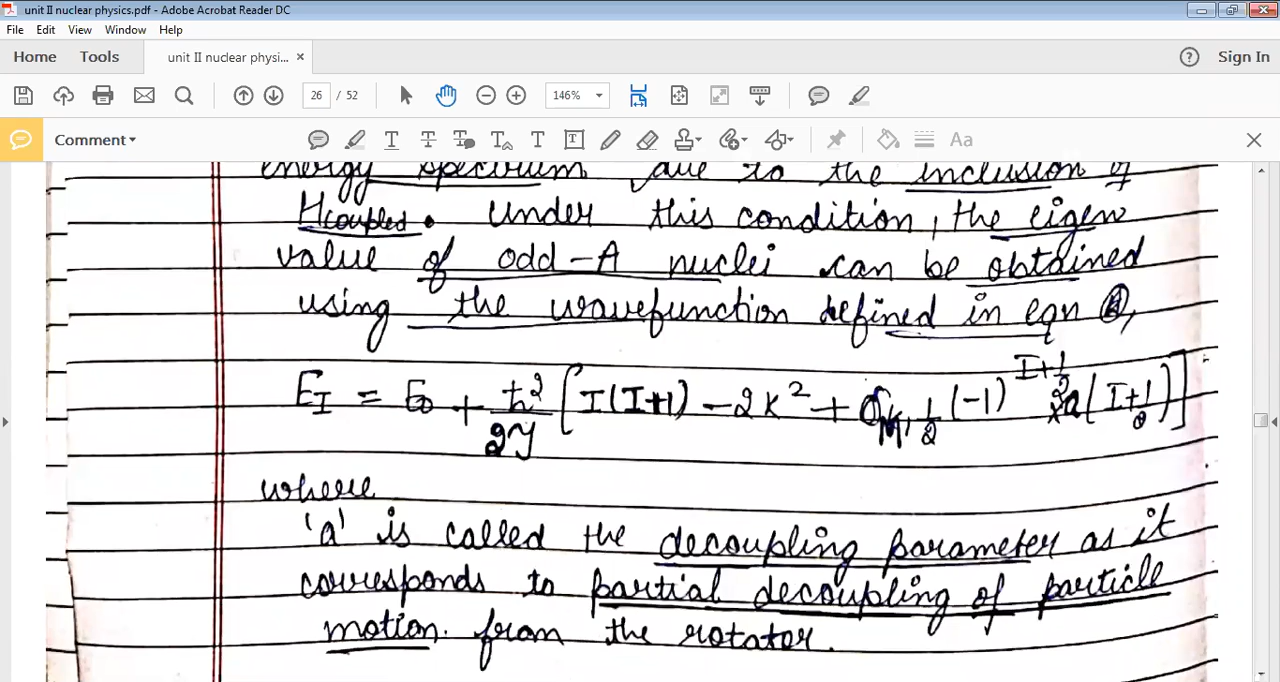 unit II nuclear physics.pdf - Adobe Acrobat Reader DC
File Edit View Window Help
Home Tools unit II nuclear physi... × Sign In
26 / 52 146%
Comment
energy spectrum due to the inclusion of
Hcoupled. Under this condition, the eigen
value of odd-A nuclei can be obtained
using the wavefunction defined in eqn
E_I = E_0 + ħ²/2𝒥 [I(I+1) - 2K² + δ_K,1/2 (-1)^(I+1/2) a(I+1/2)]
where
'a' is called the decoupling parameter as it
corresponds to partial decoupling of particle
motion from the rotator.